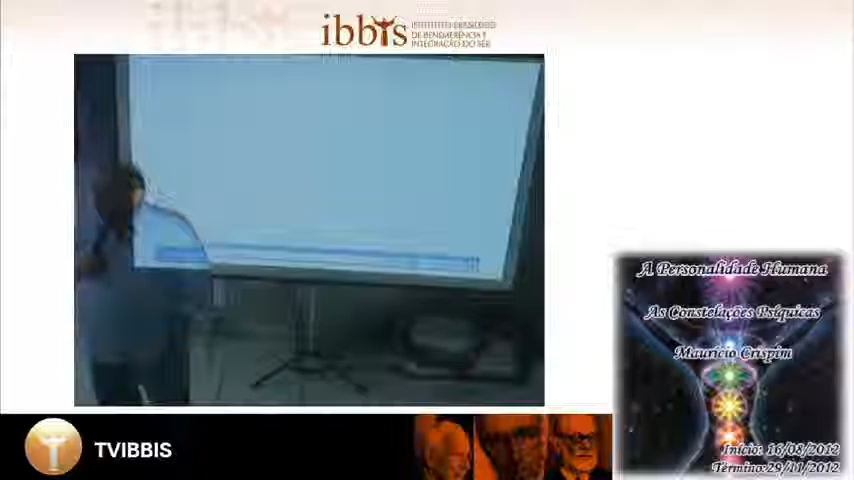 ibbis
INSTITUTO BRASILEIRO
DE BENEMERÊNCIA E
INTEGRAÇÃO DO SER
A Personalidade Humana
As Constelações Psíquicas
Maurício Crispim
Início: 16/08/2012
Término:29/11/2012
TVIBBIS